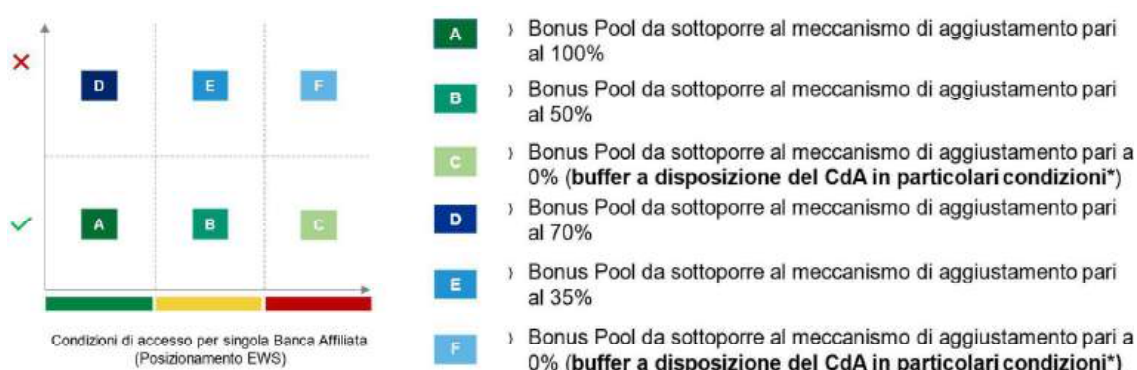 D
E
F
A
B
C
Condizioni di accesso per singola Banca Affiliata
(Posizionamento EWS)
A
Bonus Pool da sottoporre al meccanismo di aggiustamento pari
al 100%
B
Bonus Pool da sottoporre al meccanismo di aggiustamento pari
al 50%
C
Bonus Pool da sottoporre al meccanismo di aggiustamento pari a
0% (buffer a disposizione del CdA in particolari condizioni*)
D
Bonus Pool da sottoporre al meccanismo di aggiustamento pari
al 70%
E
Bonus Pool da sottoporre al meccanismo di aggiustamento pari
al 35%
F
Bonus Pool da sottoporre al meccanismo di aggiustamento pari a
0% (buffer a disposizione del CdA in particolari condizioni*)